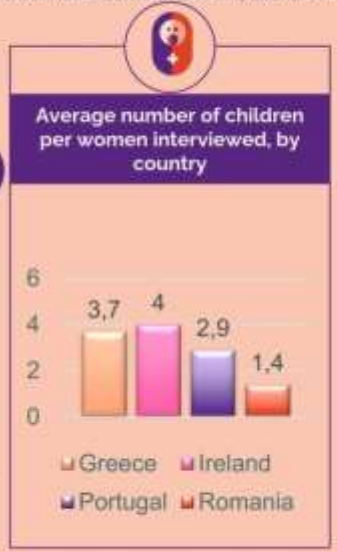 Average number of children
per women interviewed, by
country
6
4
2
0
3,7
4
2,9
1,4
Greece
Ireland
Portugal
Romania